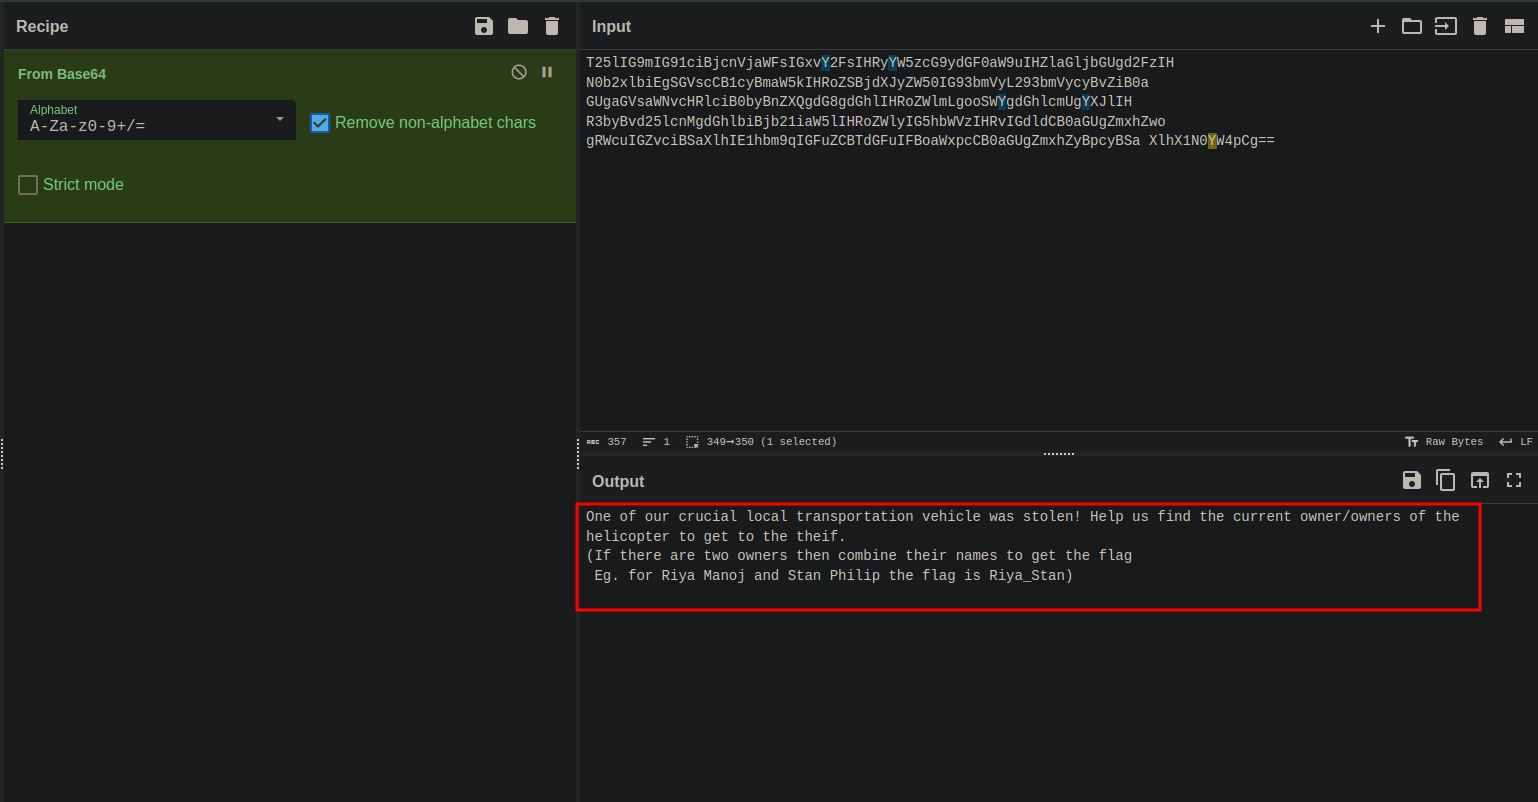 Recipe
From Base64
Alphabet
A-Za-z0-9+/=
Remove non-alphabet chars
Strict mode
Input
T25lIG9mIG91ciBjcnVjaWFsIGxvY2FsIHRyYW5zcG9ydGF0aW9uIHZlaGljbGUgd2FzIH
N0b2xlbiEgSGVscCB1cyBmaW5kIHRoZSBjdXJyZW50IG93bmVyL293bmVycyBvZiB0a
GUgaGVsaWNvcHRlciB0byBnZXQgdG8gdGhlIHRoZWlmLgooSWYgdGhlcmUgYXJlIH
R3byBvd25lcnMgdGhlbiBjb21iaW5lIHRoZWlyIG5hbWVzIHRvIGdldCB0aGUgZmxhZwo
gRWcuIGZvciBSaXlhIE1hbm9qIGFuZCBTdGFuIFBoaWxpcCB0aGUgZmxhZyBpcyBSa XlhX1N0YW4pCg==
ABC 357 1 349→350 (1 selected)
Raw Bytes LF
Output
One of our crucial local transportation vehicle was stolen! Help us find the current owner/owners of the
helicopter to get to the theif.
(If there are two owners then combine their names to get the flag
Eg. for Riya Manoj and Stan Philip the flag is Riya_Stan)